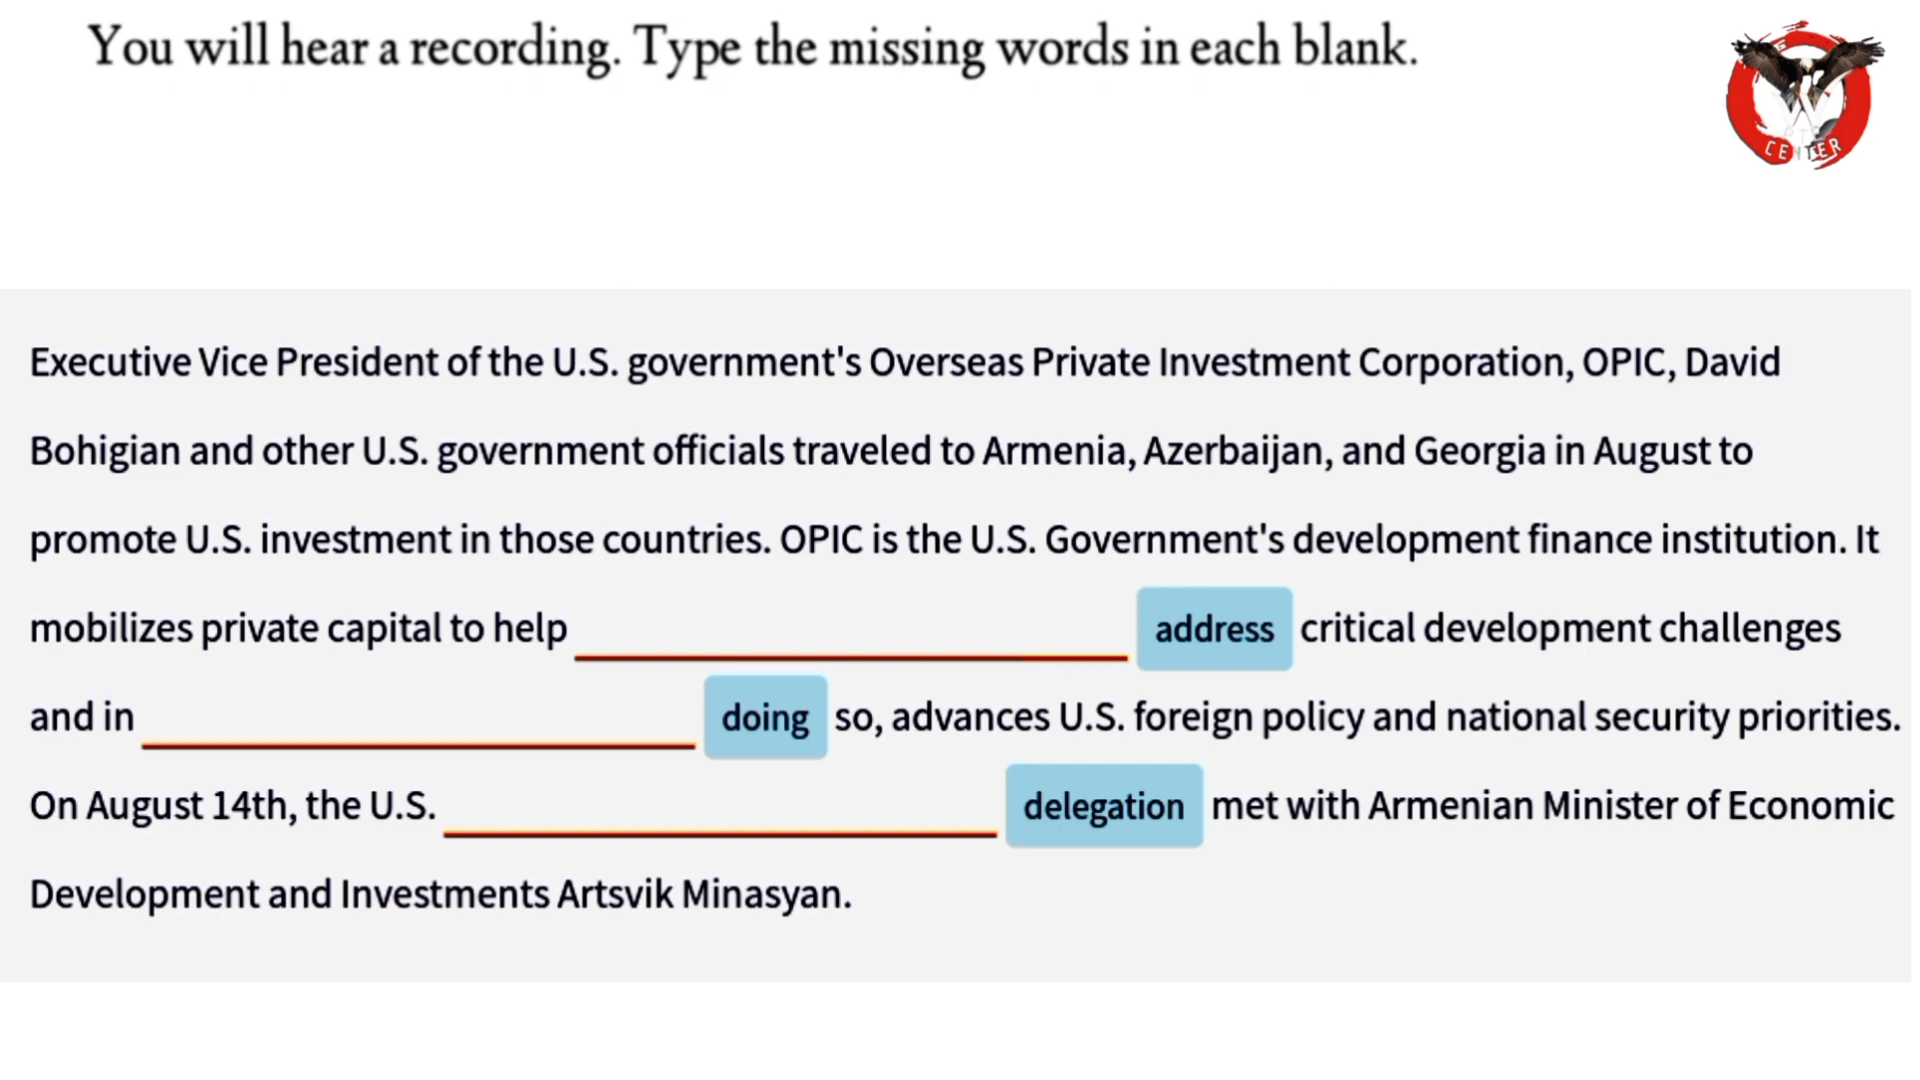 You will hear a recording. Type the missing words in each blank.
CENTER
Executive Vice President of the U.S. government's Overseas Private Investment Corporation, OPIC, David
Bohigian and other U.S. government officials traveled to Armenia, Azerbaijan, and Georgia in August to
promote U.S. investment in those countries. OPIC is the U.S. Government's development finance institution. It
mobilizes private capital to help address critical development challenges
and in doing so, advances U.S. foreign policy and national security priorities.
On August 14th, the U.S. delegation met with Armenian Minister of Economic
Development and Investments Artsvik Minasyan.